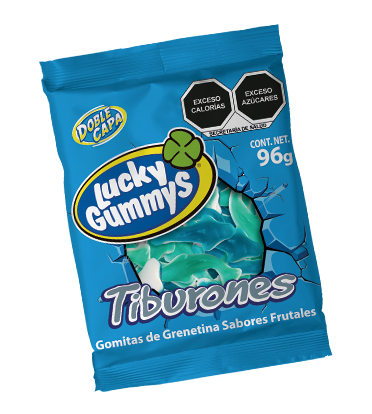 EXCESO
CALORÍAS
EXCESO
AZÚCARES
SECRETARÍA DE SALUD
DOBLE
CAPA
CONT. NET.
96g
Lucky
Gummys
Tiburones
Gomitas de Grenetina Sabores Frutales